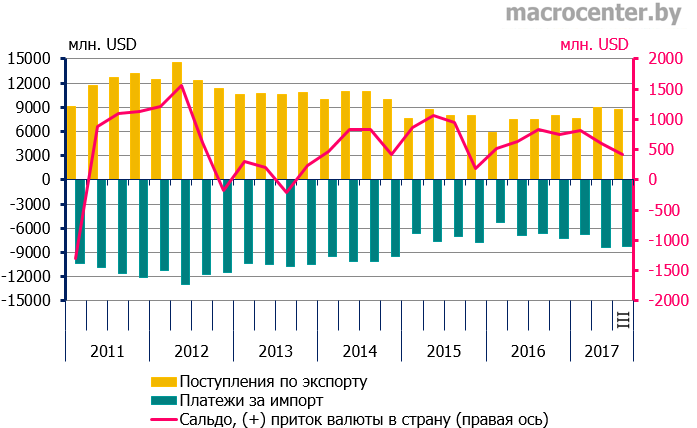 macrocenter.by
млн. USD млн. USD
15000 2000
12000 1500
9000 1000
6000 500
3000 0
0 -500
-3000 -1000
-6000 -1500
-9000 -2000
-12000
-15000
III
2011 2012 2013 2014 2015 2016 2017
Поступления по экспорту
Платежи за импорт
Сальдо, (+) приток валюты в страну (правая ось)